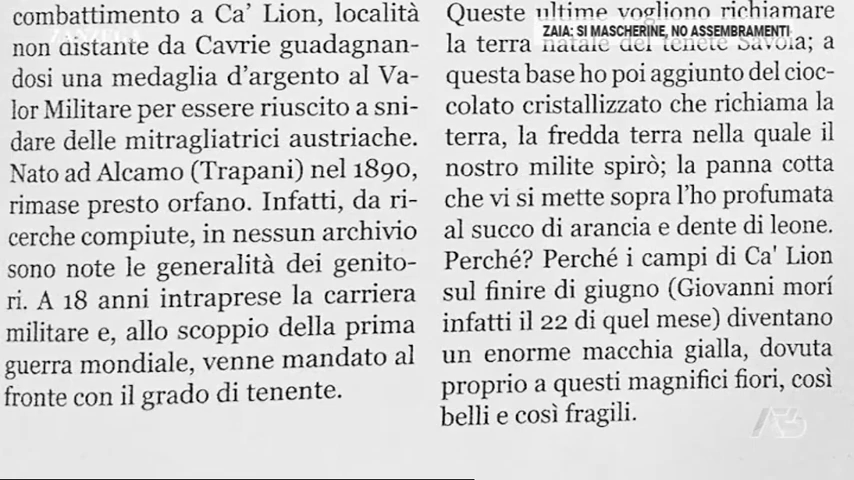 combattimento a Ca' Lion, località
non distante da Cavrie guadagnan-
dosi una medaglia d'argento al Va-
lor Militare per essere riuscito a sni-
dare delle mitragliatrici austriache.
Nato ad Alcamo (Trapani) nel 1890,
rimase presto orfano. Infatti, da ri-
cerche compiute, in nessun archivio
sono note le generalità dei genito-
ri. A 18 anni intraprese la carriera
militare e, allo scoppio della prima
guerra mondiale, venne mandato al
fronte con il grado di tenente.
Queste ultime vogliono richiamare
la terra natale del tenete Savoia; a
questa base ho poi aggiunto del cioc-
colato cristallizzato che richiama la
terra, la fredda terra nella quale il
nostro milite spirò; la panna cotta
che vi si mette sopra l'ho profumata
al succo di arancia e dente di leone.
Perché? Perché i campi di Ca' Lion
sul finire di giugno (Giovanni morí
infatti il 22 di quel mese) diventano
un enorme macchia gialla, dovuta
proprio a questi magnifici fiori, così
belli e così fragili.
ZAIA: SI MASCHERINE, NO ASSEMBRAMENTI
A3